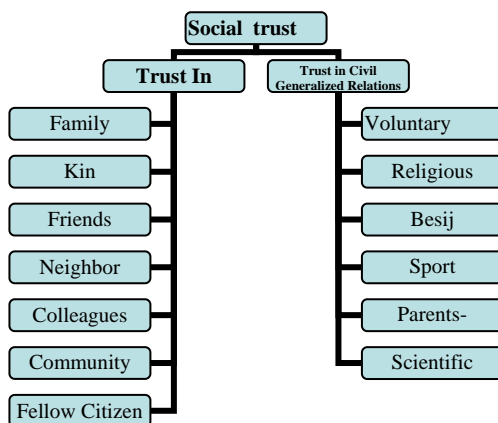 Social trust
Trust In
Trust in Civil
Generalized Relations
Family
Kin
Friends
Neighbor
Colleagues
Community
Fellow Citizen
Voluntary
Religious
Besij
Sport
Parents-
Scientific